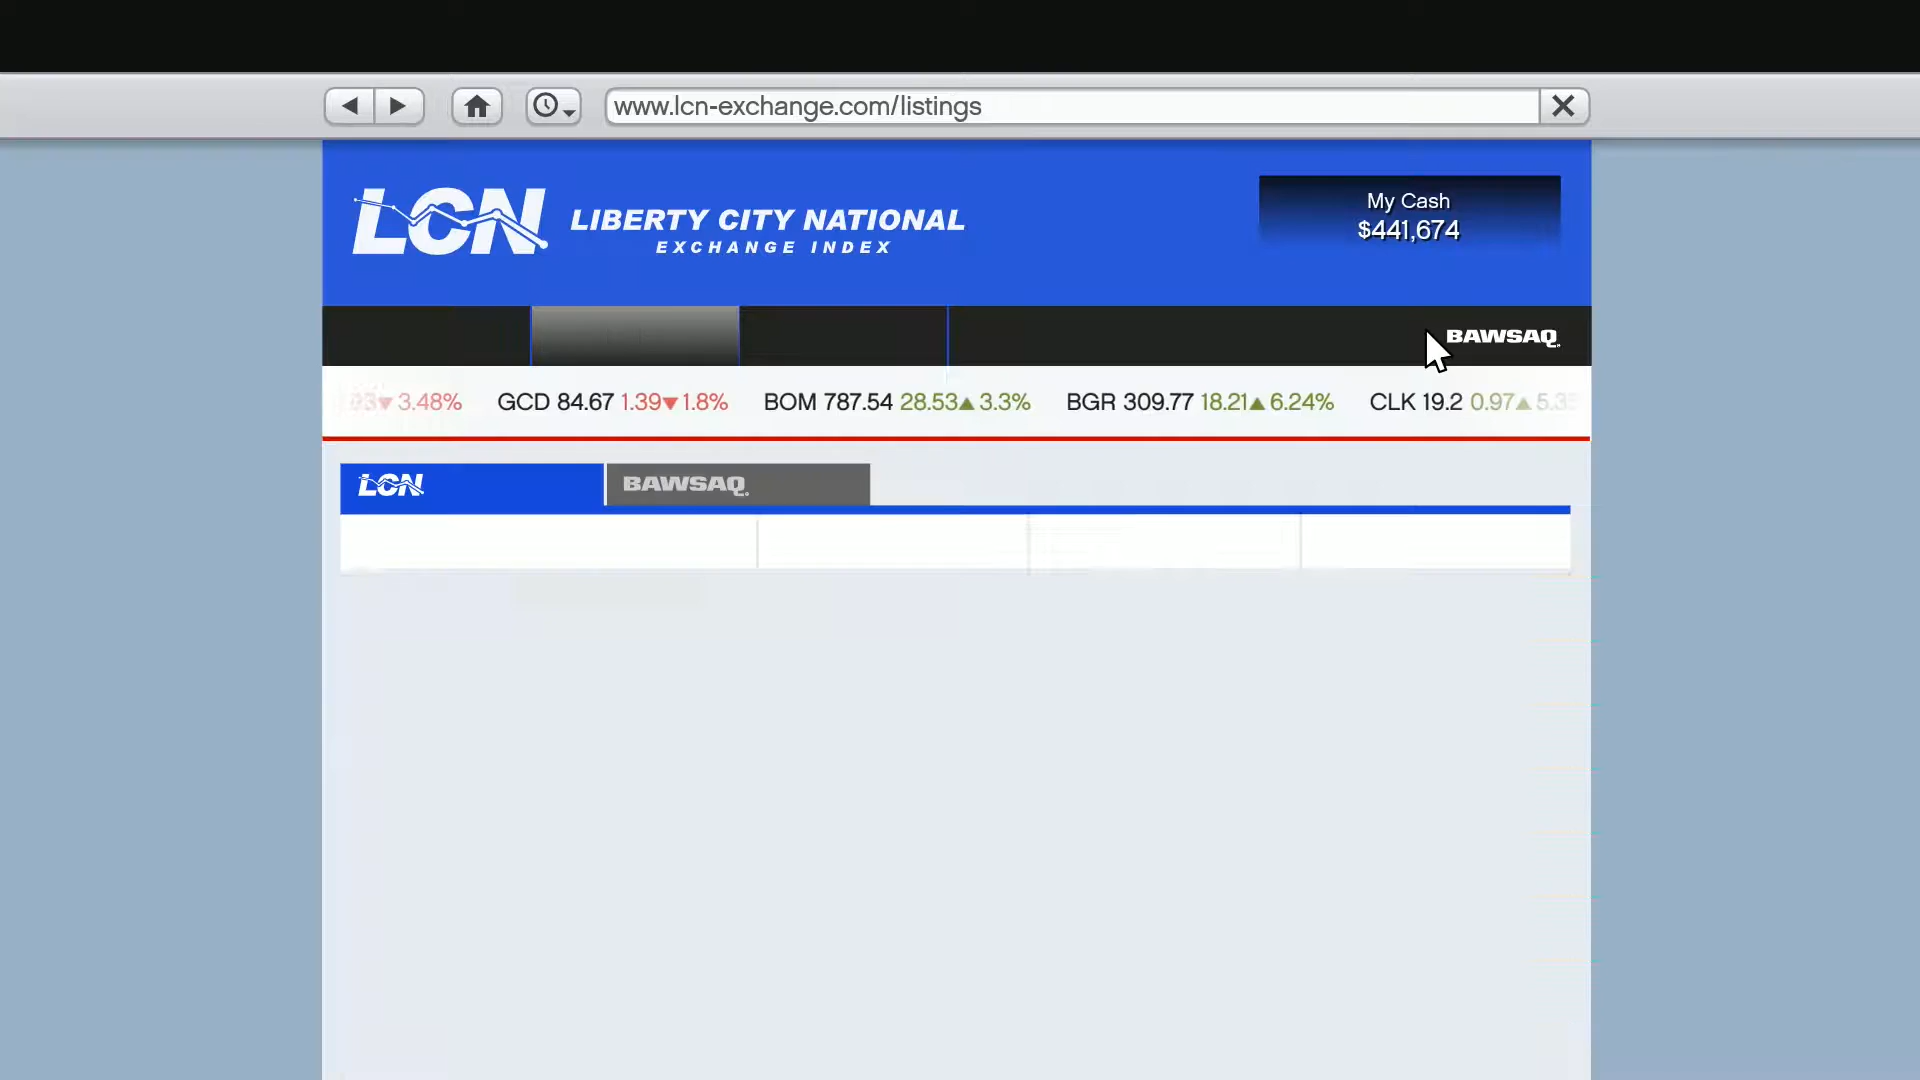 www.lcn-exchange.com/listings
LCN LIBERTY CITY NATIONAL
EXCHANGE INDEX
My Cash
$441,674
BAWSAQ
3.48% GCD 84.67 1.39▼1.8% BOM 787.54 28.53▲3.3% BGR 309.77 18.21▲6.24% CLK 19.2 0.97▲
LCN BAWSAQ